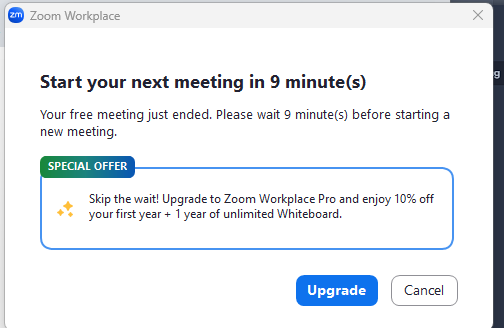 zm Zoom Workplace
Start your next meeting in 9 minute(s)
Your free meeting just ended. Please wait 9 minute(s) before starting a
new meeting.
SPECIAL OFFER
Skip the wait! Upgrade to Zoom Workplace Pro and enjoy 10% off
your first year + 1 year of unlimited Whiteboard.
Upgrade Cancel